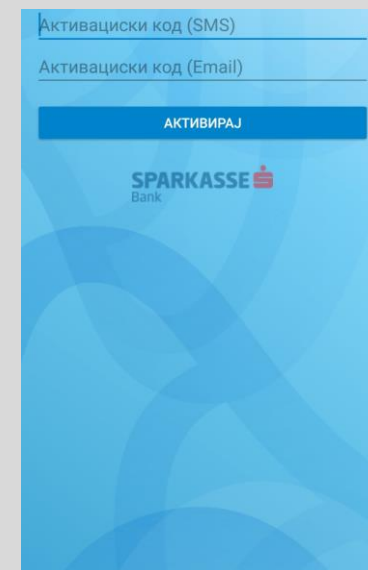 Активациски код (SMS)
Активациски код (Email)
АКТИВИРАЈ
SPARKASSE
Bank